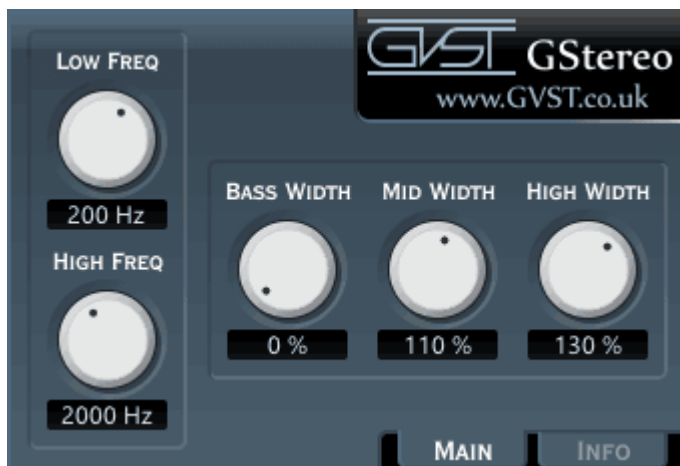 LOW FREQ
200 Hz
HIGH FREQ
2000 Hz
GVST GStereo
www.GVST.co.uk
BASS WIDTH MID WIDTH HIGH WIDTH
0 % 110 % 130 %
MAIN INFO